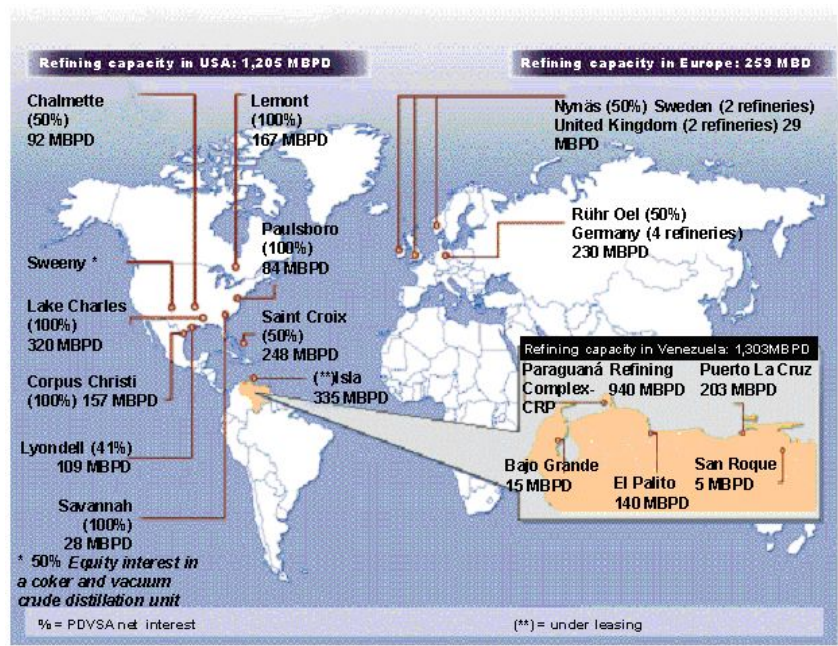 Refining capacity in USA: 1,205 MBPD
Refining capacity in Europe: 259 MBD
Chalmette
(50%)
92 MBPD
Lemont
(100%)
167 MBPD
Nynäs (50%) Sweden (2 refineries)
United Kingdom (2 refineries) 29
MBPD
Rühr Oel (50%)
Germany (4 refineries)
230 MBPD
Paulsboro
(100%)
84 MBPD
Sweeny *
Lake Charles
(100%)
320 MBPD
Saint Croix
(50%)
248 MBPD
Corpus Christi
(100%) 157 MBPD
(**)Isla
335 MBPD
Lyondell (41%)
109 MBPD
Savannah
(100%)
28 MBPD
* 50% Equity interest in
a coker and vacuum
crude distillation unit
Refining capacity in Venezuela: 1,303MBPD
Paraguaná Refining
Complex- 940 MBPD
CRP
Puerto La Cruz
203 MBPD
Bajo Grande
15 MBPD
El Palito
140 MBPD
San Roque
5 MBPD
% = PDVSA net interest
(**) = under leasing